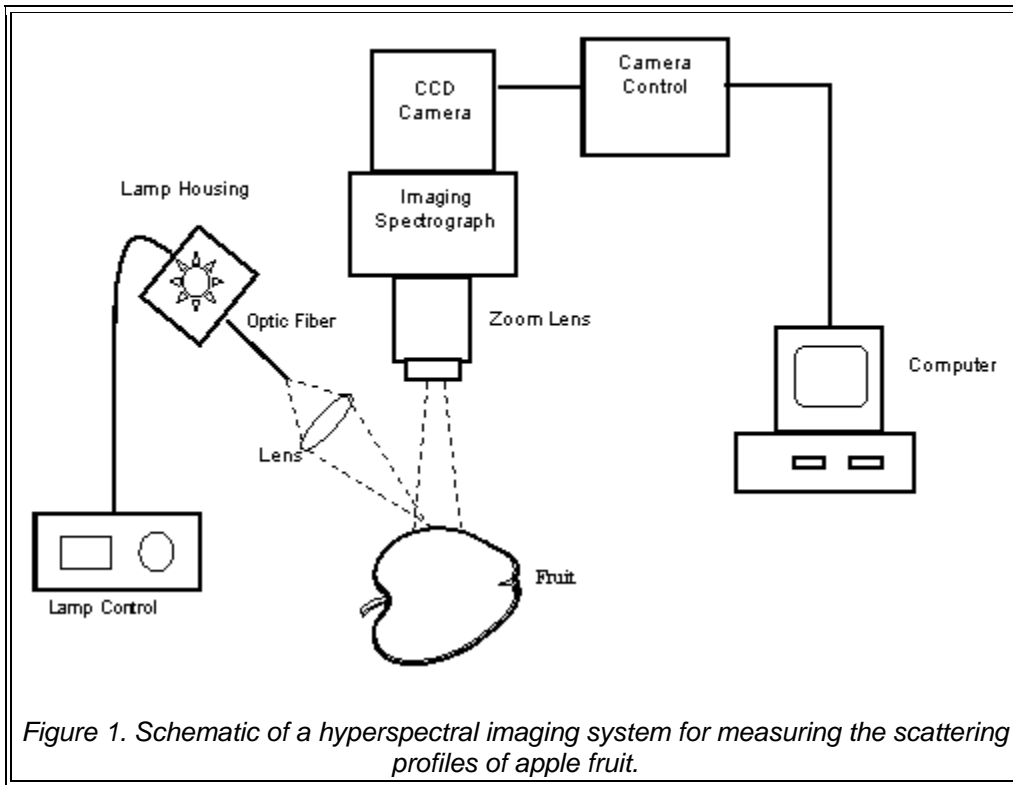 CCD
Camera
Camera
Control
Lamp Housing
Imaging
Spectrograph
Optic Fiber
Zoom Lens
Computer
Lens
Fruit
Lamp Control
Figure 1. Schematic of a hyperspectral imaging system for measuring the scattering
profiles of apple fruit.